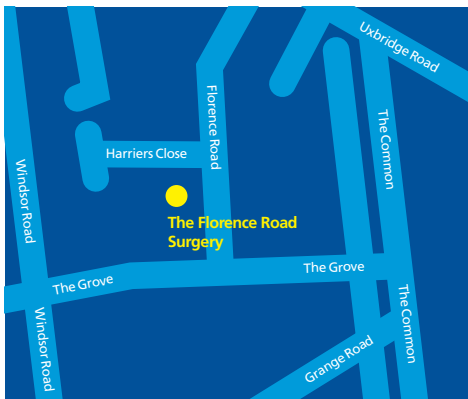 Uxbridge Road
Florence Road
The Common
Harriers Close
Windsor Road
The Florence Road
Surgery
The Grove
The Grove
The Common
Windsor Road
Grange Road